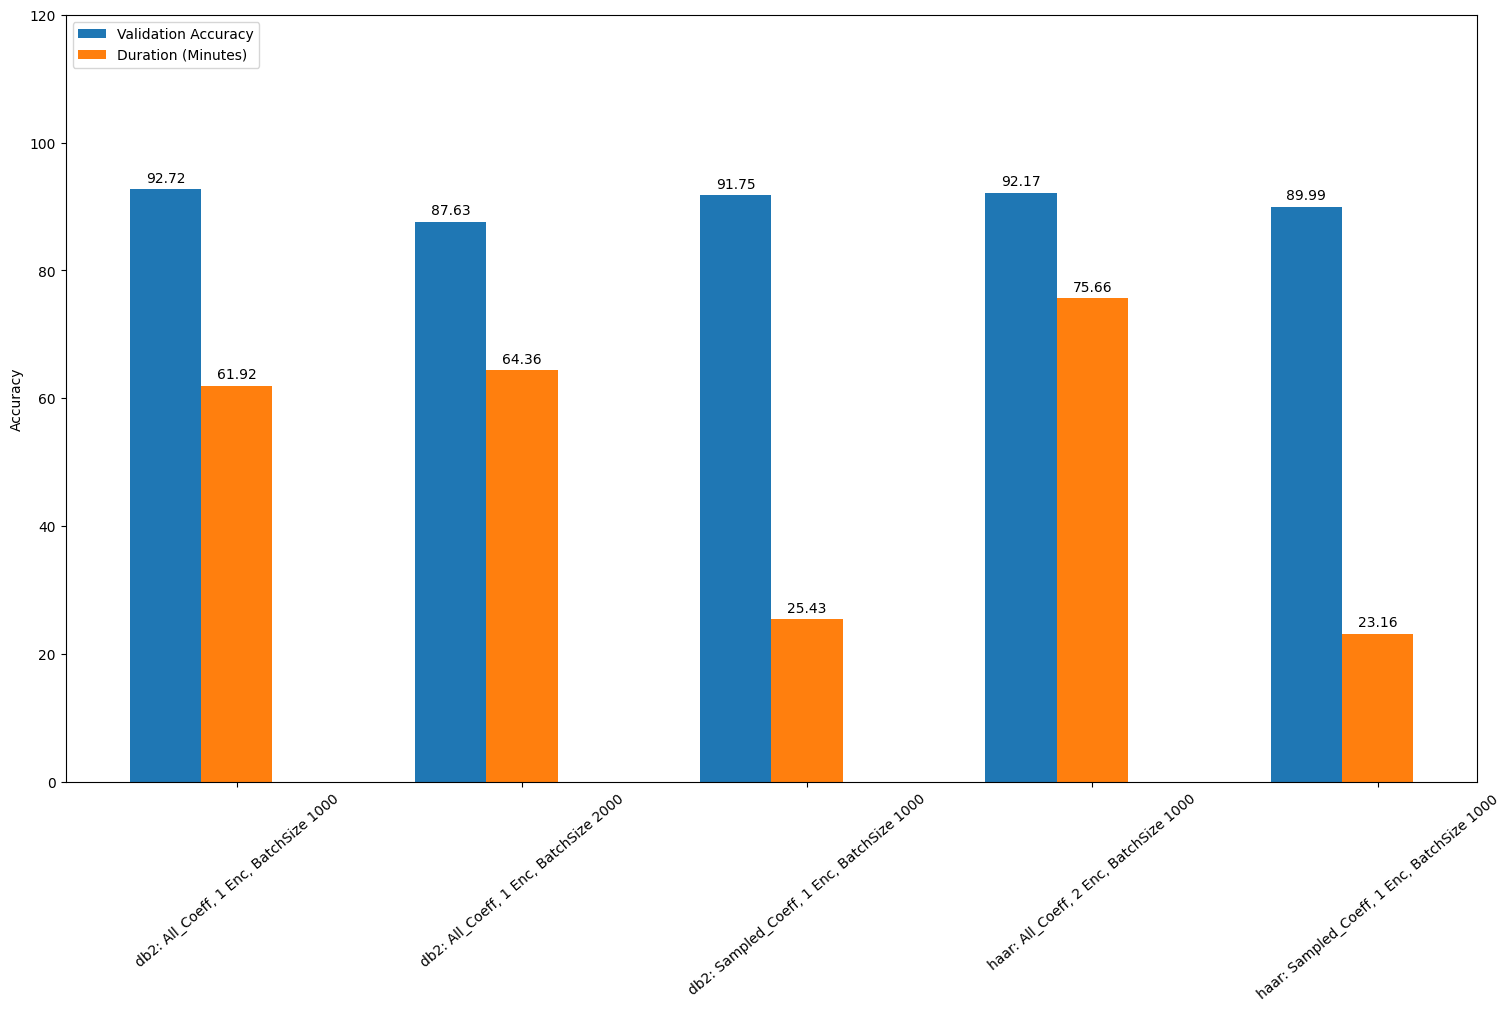 120
100
80
60
40
20
0
Accuracy
Validation Accuracy
Duration (Minutes)
92.72
61.92
87.63
64.36
91.75
25.43
92.17
75.66
89.99
23.16
db2: All_Coeff, 1 Enc, BatchSize 1000
db2: All_Coeff, 1 Enc, BatchSize 2000
db2: Sampled_Coeff, 1 Enc, BatchSize 1000
haar: All_Coeff, 2 Enc, BatchSize 1000
haar: Sampled_Coeff, 1 Enc, BatchSize 1000